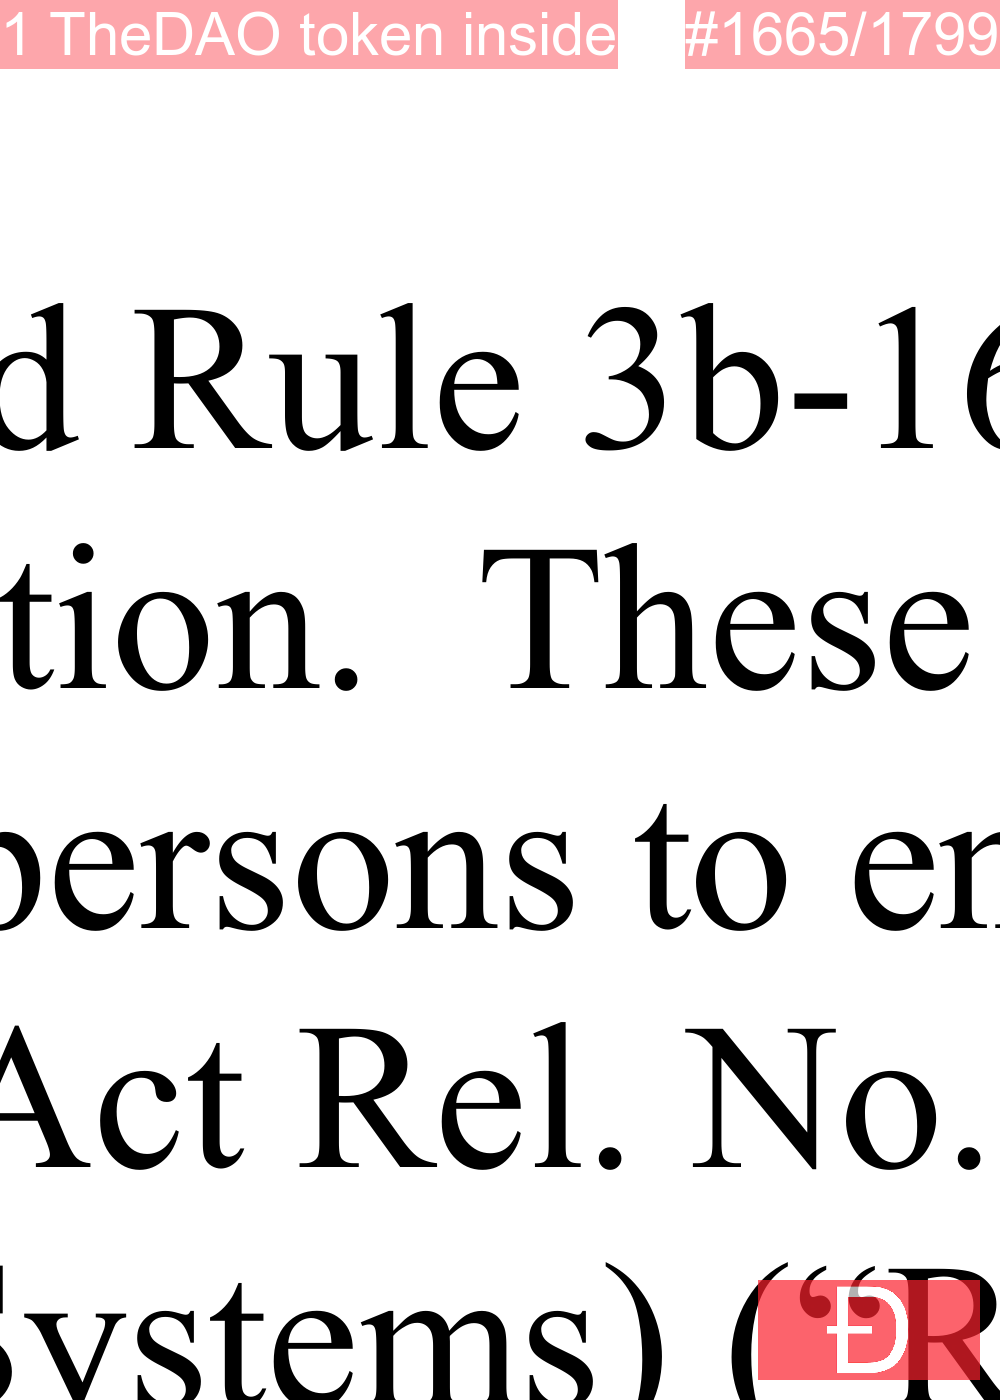 1 TheDAO token inside #1665/1799
d Rule 3b-16
tion.  These
persons to en
Act Rel. No.
Systems) (“R
Đ